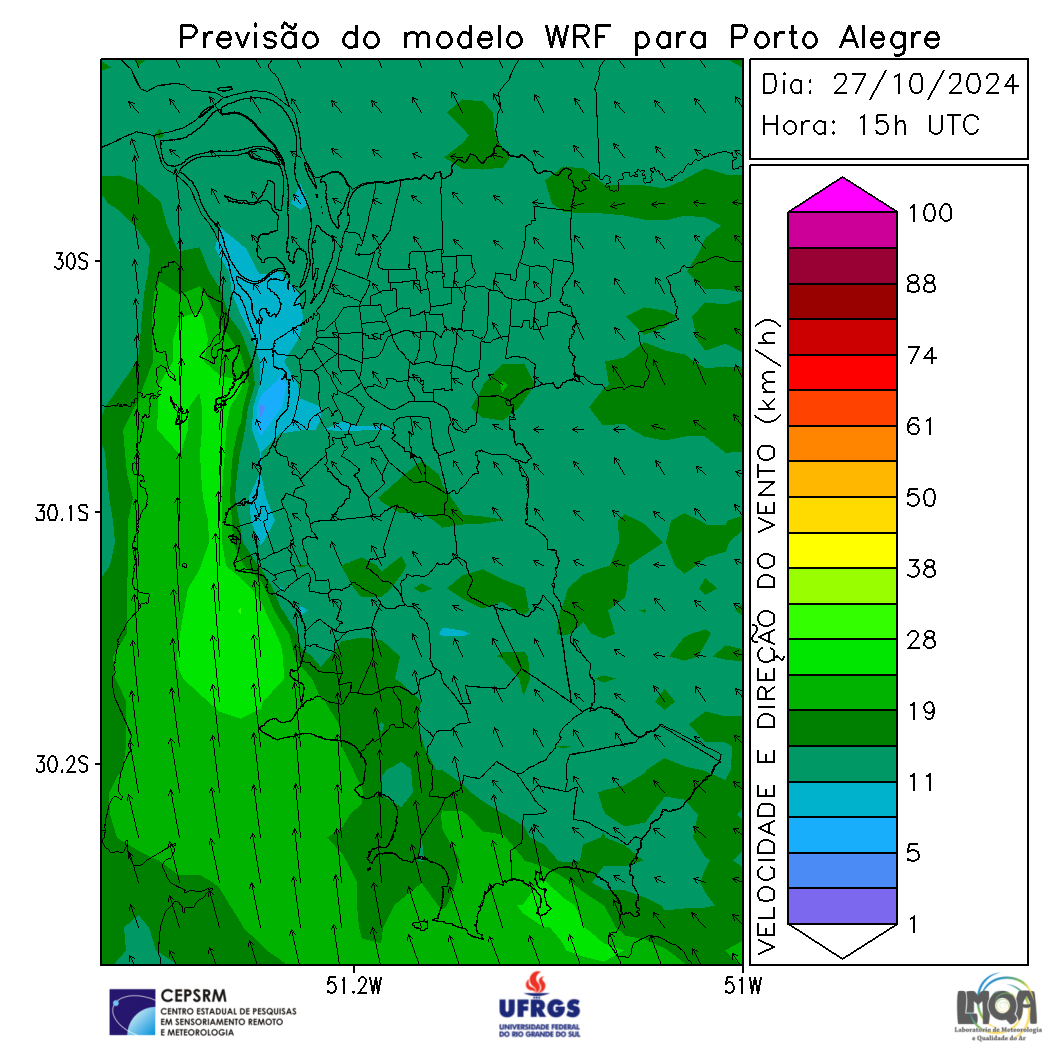 Previsão do modelo WRF para Porto Alegre
Dia: 27/10/2024
Hora: 15h UTC
30S
30.1S
30.2S
51.2W
51W
VELOCIDADE E DIREÇÃO DO VENTO (km/h)
100
88
74
61
50
38
28
19
11
5
1
CEPSRM
CENTRO ESTADUAL DE PESQUISAS
EM SENSORIAMENTO REMOTO
E METEOROLOGIA
UFRGS
UNIVERSIDADE FEDERAL
DO RIO GRANDE DO SUL
LMQA
Laboratório de Meteorologia
e Qualidade do Ar